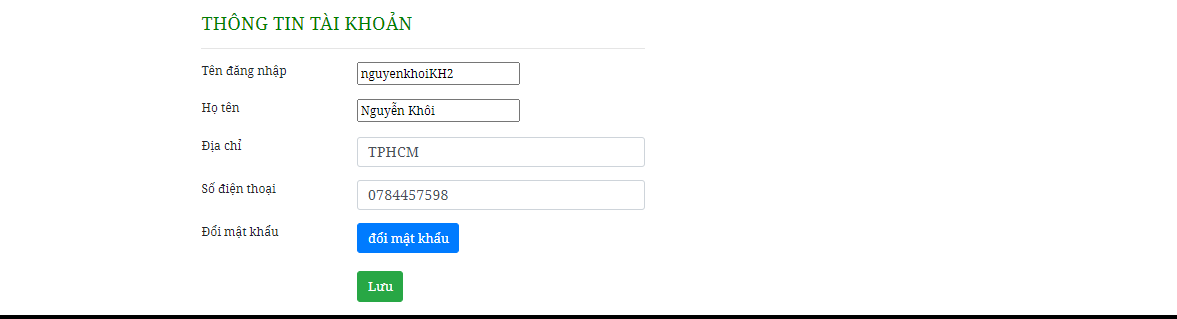 THÔNG TIN TÀI KHOẢN
Tên đăng nhập nguyenkhoiKH2
Họ tên Nguyễn Khôi
Địa chỉ TPHCM
Số điện thoại 0784457598
Đổi mật khẩu đổi mật khẩu
Lưu